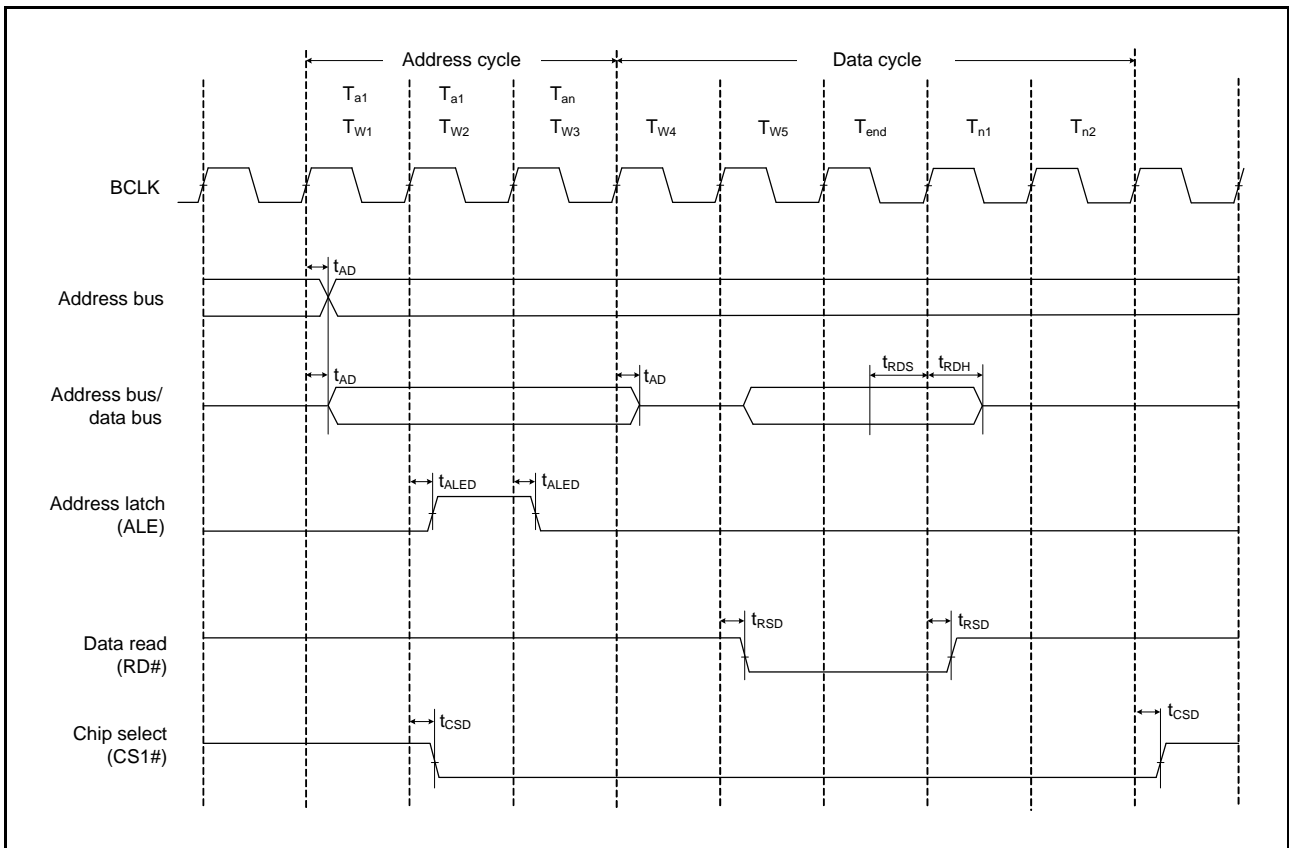 Address cycle Data cycle
Ta1 Ta1 Tan
TW1 TW2 TW3 TW4 TW5 Tend Tn1 Tn2
BCLK
tAD
Address bus
tRDS tRDH
tAD tAD
Address bus/
data bus
tALED tALED
Address latch
(ALE)
tRSD tRSD
Data read
(RD#)
tCSD tCSD
Chip select
(CS1#)